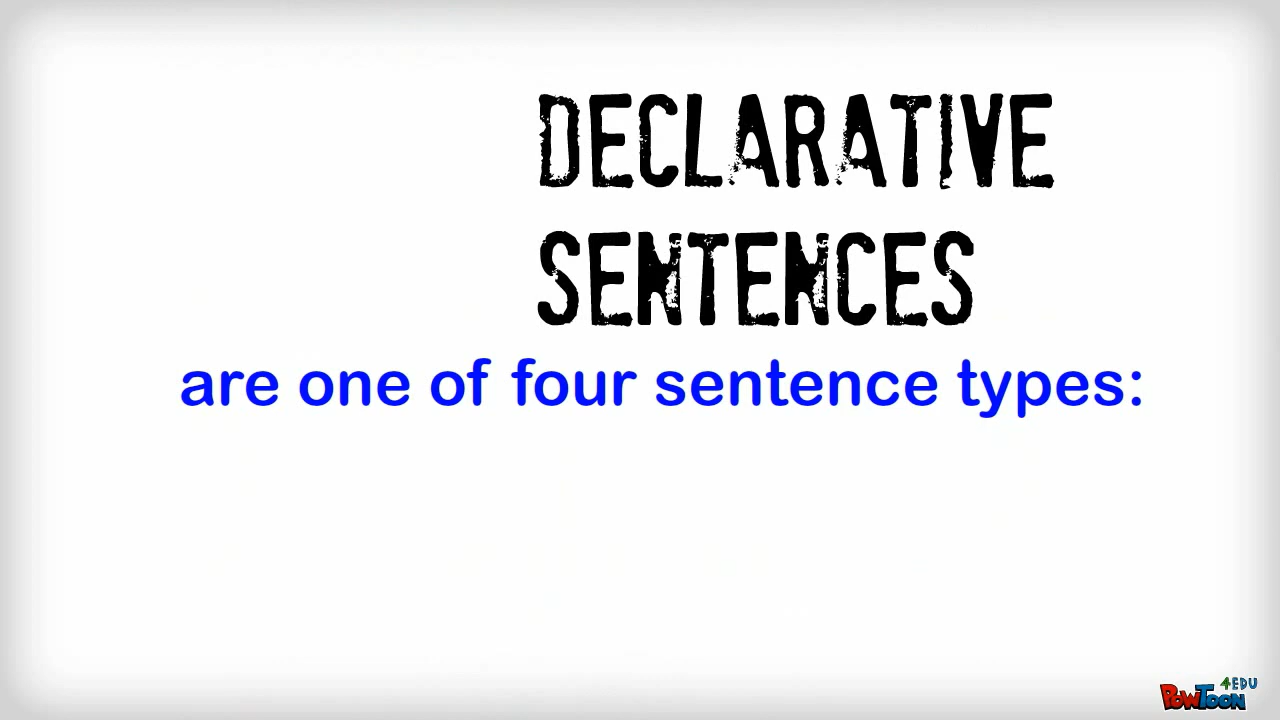 DECLARATIVE
SENTENCES
are one of four sentence types:
4EDU
POWTOON